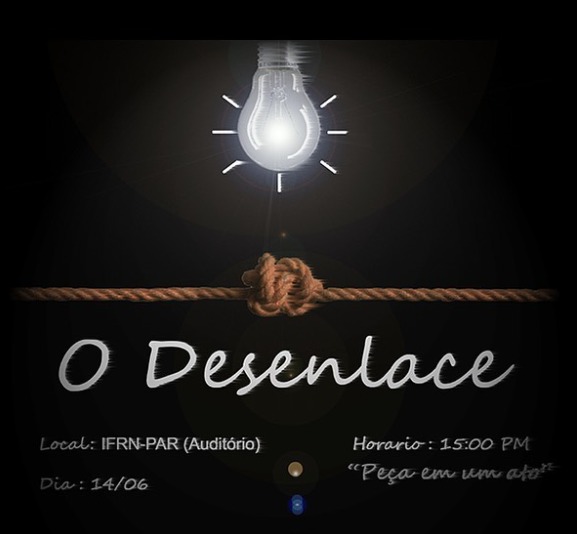 O Desenlace
Local: IFRN-PAR (Auditório)
Horario : 15:00 PM
"Peça em um ato"
Dia : 14/06